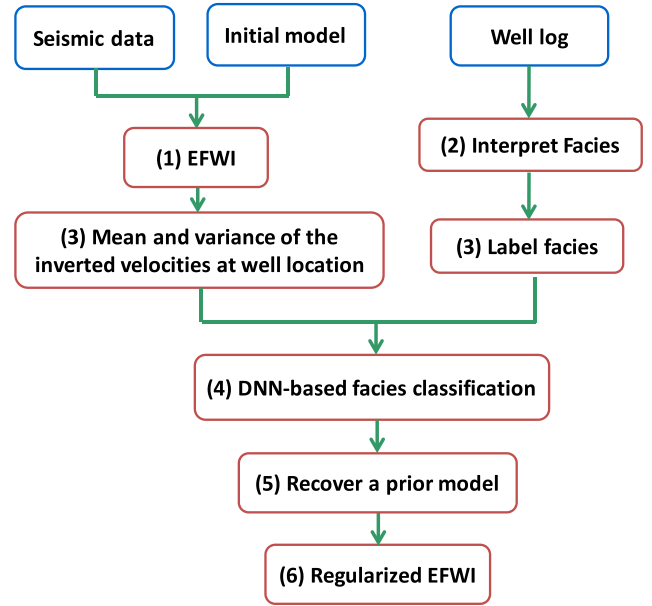 Seismic data
Initial model
Well log
(1) EFWI
(2) Interpret Facies
(3) Mean and variance of the
inverted velocities at well location
(3) Label facies
(4) DNN-based facies classification
(5) Recover a prior model
(6) Regularized EFWI